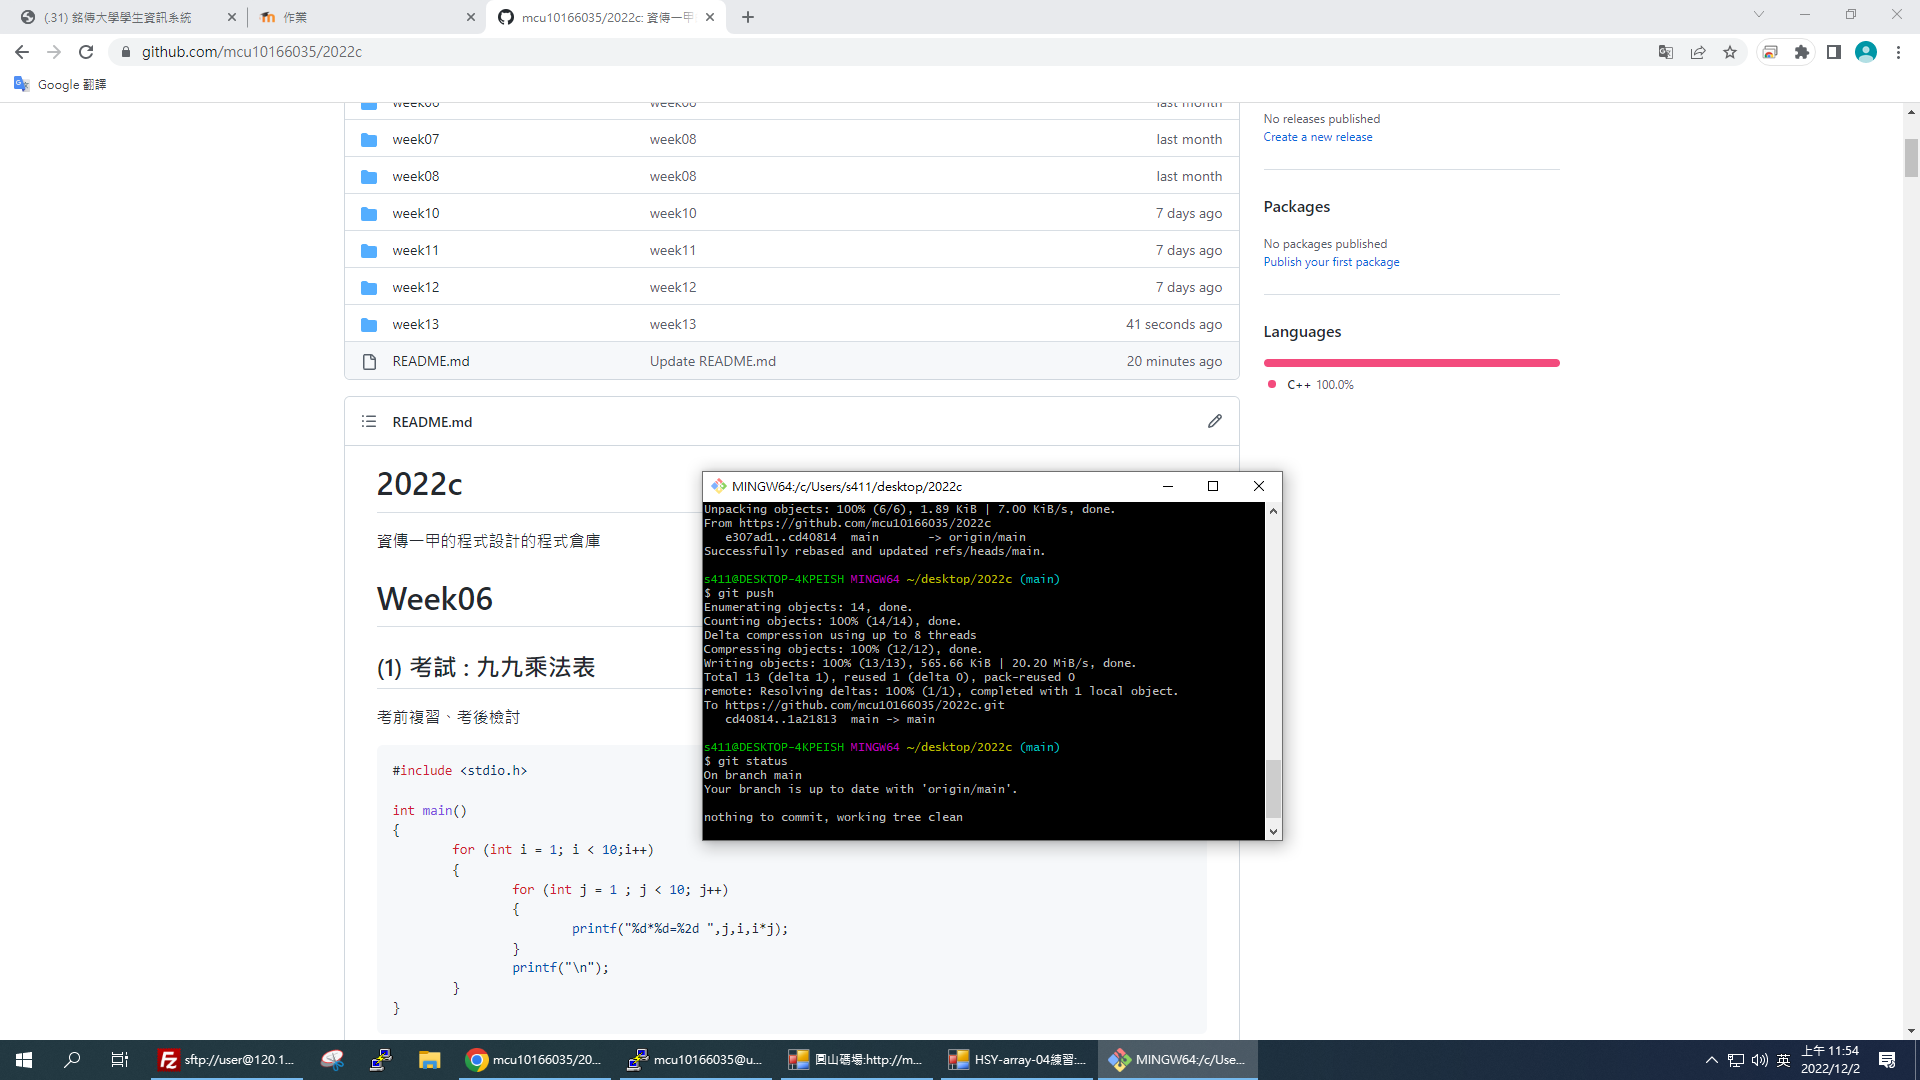 (.31) 銘傳大學學生資訊系統
作業
mcu10166035/2022c: 資傳一甲
github.com/mcu10166035/2022c
Google 翻譯
week06 week06 last month
week07 week08 last month
week08 week08 last month
week10 week10 7 days ago
week11 week11 7 days ago
week12 week12 7 days ago
week13 week13 41 seconds ago
README.md Update README.md 20 minutes ago
No releases published
Create a new release
Packages
No packages published
Publish your first package
Languages
C++ 100.0%
README.md
2022c
資傳一甲的程式設計的程式倉庫
Week06
(1) 考試 : 九九乘法表
考前複習、考後檢討
#include <stdio.h>
int main()
{
for (int i = 1; i < 10;i++)
{
for (int j = 1 ; j < 10; j++)
{
printf("%d*%d=%2d ",j,i,i*j);
}
printf("\n");
}
}
MINGW64:/c/Users/s411/desktop/2022c
Unpacking objects: 100% (6/6), 1.89 KiB | 7.00 KiB/s, done.
From https://github.com/mcu10166035/2022c
e307ad1..cd40814  main       -> origin/main
Successfully rebased and updated refs/heads/main.
s411@DESKTOP-4KPEISH MINGW64 ~/desktop/2022c (main)
$ git push
Enumerating objects: 14, done.
Counting objects: 100% (14/14), done.
Delta compression using up to 8 threads
Compressing objects: 100% (12/12), done.
Writing objects: 100% (13/13), 565.66 KiB | 20.20 MiB/s, done.
Total 13 (delta 1), reused 1 (delta 0), pack-reused 0
remote: Resolving deltas: 100% (1/1), completed with 1 local object.
To https://github.com/mcu10166035/2022c.git
cd40814..1a21813  main -> main
s411@DESKTOP-4KPEISH MINGW64 ~/desktop/2022c (main)
$ git status
On branch main
Your branch is up to date with 'origin/main'.
nothing to commit, working tree clean
sftp://user@120.1...
mcu10166035/20...
mcu10166035@u...
圓山碼場:http://m...
HSY-array-04練習:...
MINGW64:/c/Use...
英
上午 11:54
2022/12/2